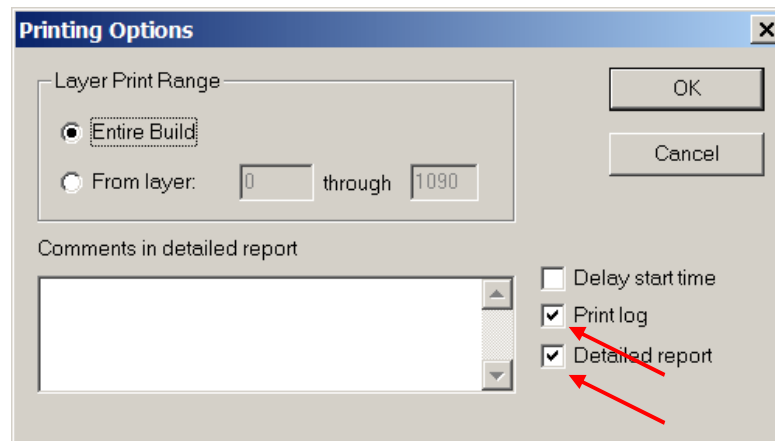 Printing Options
Layer Print Range
Entire Build
From layer: 0 through 1090
OK
Cancel
Comments in detailed report
Delay start time
Print log
Detailed report